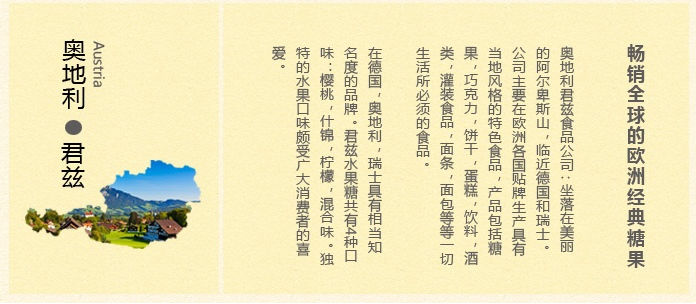 畅销全球的欧洲经典糖果
奥地利君兹食品公司：坐落在美丽
的阿尔卑斯山，临近德国和瑞士。
公司主要在欧洲各国贴牌生产具有
当地风格的特色食品，产品包括糖
果，巧克力，饼干，蛋糕，饮料，酒
类，灌装食品，面条，面包等等一切
生活所必须的食品。
在德国，奥地利，瑞士具有相当知
名度的品牌。君兹水果糖共有4种口
味：樱桃，什锦，柠檬，混合味。独
特的水果口味颇受广大消费者的喜
爱。
Austria
奥地利●君兹